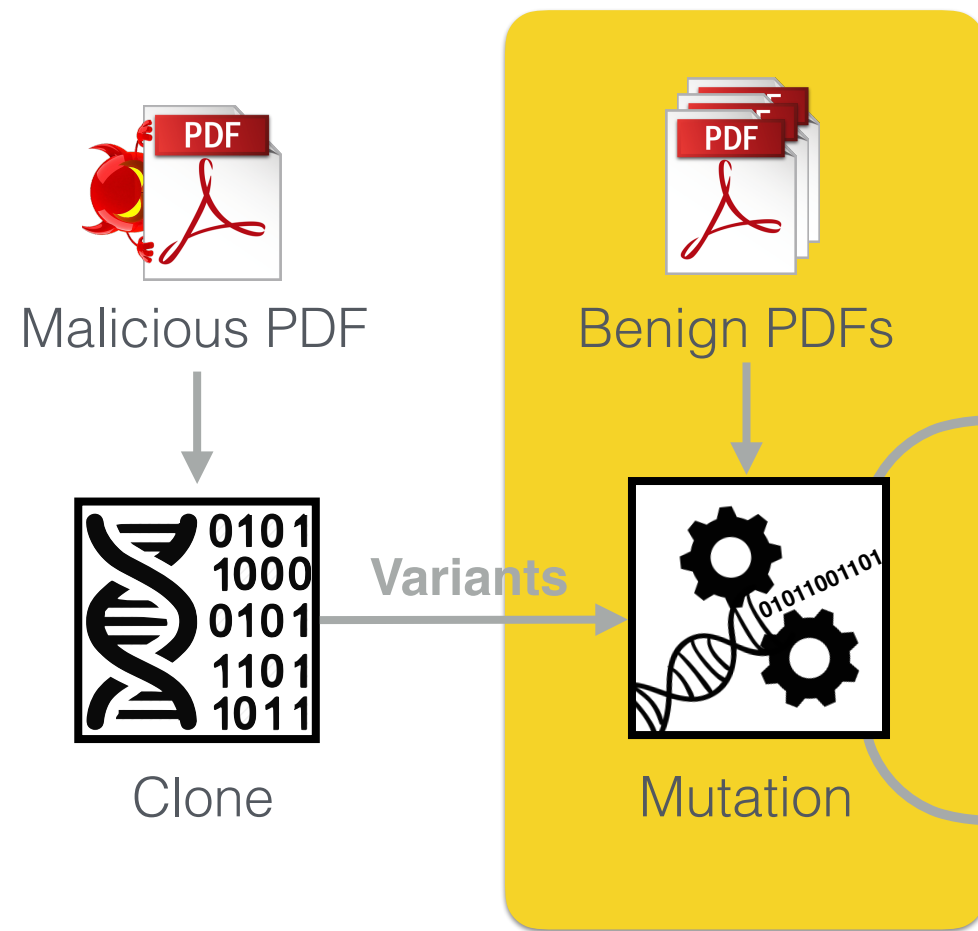 PDF
PDF
Malicious PDF
Benign PDFs
0101
1000
0101
1101
1011
Variants
01011001101
Clone
Mutation